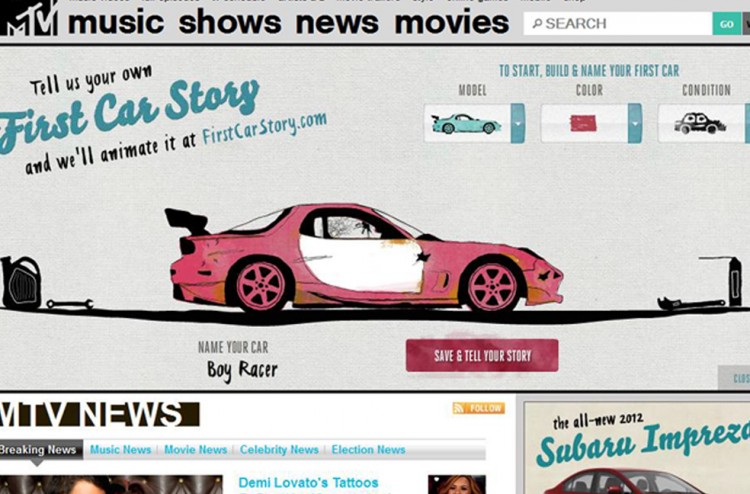 MTV
music shows news movies
SEARCH
GO
Tell us your own
First Car Story
and we'll animate it at FirstCarStory.com
TO START, BUILD & NAME YOUR FIRST CAR
MODEL
COLOR
CONDITION
NAME YOUR CAR
Boy Racer
SAVE & TELL YOUR STORY
MTV NEWS
FOLLOW
Breaking News
Music News
Movie News
Celebrity News
Election News
Demi Lovato's Tattoos
the all-new 2012
Subaru Impreza